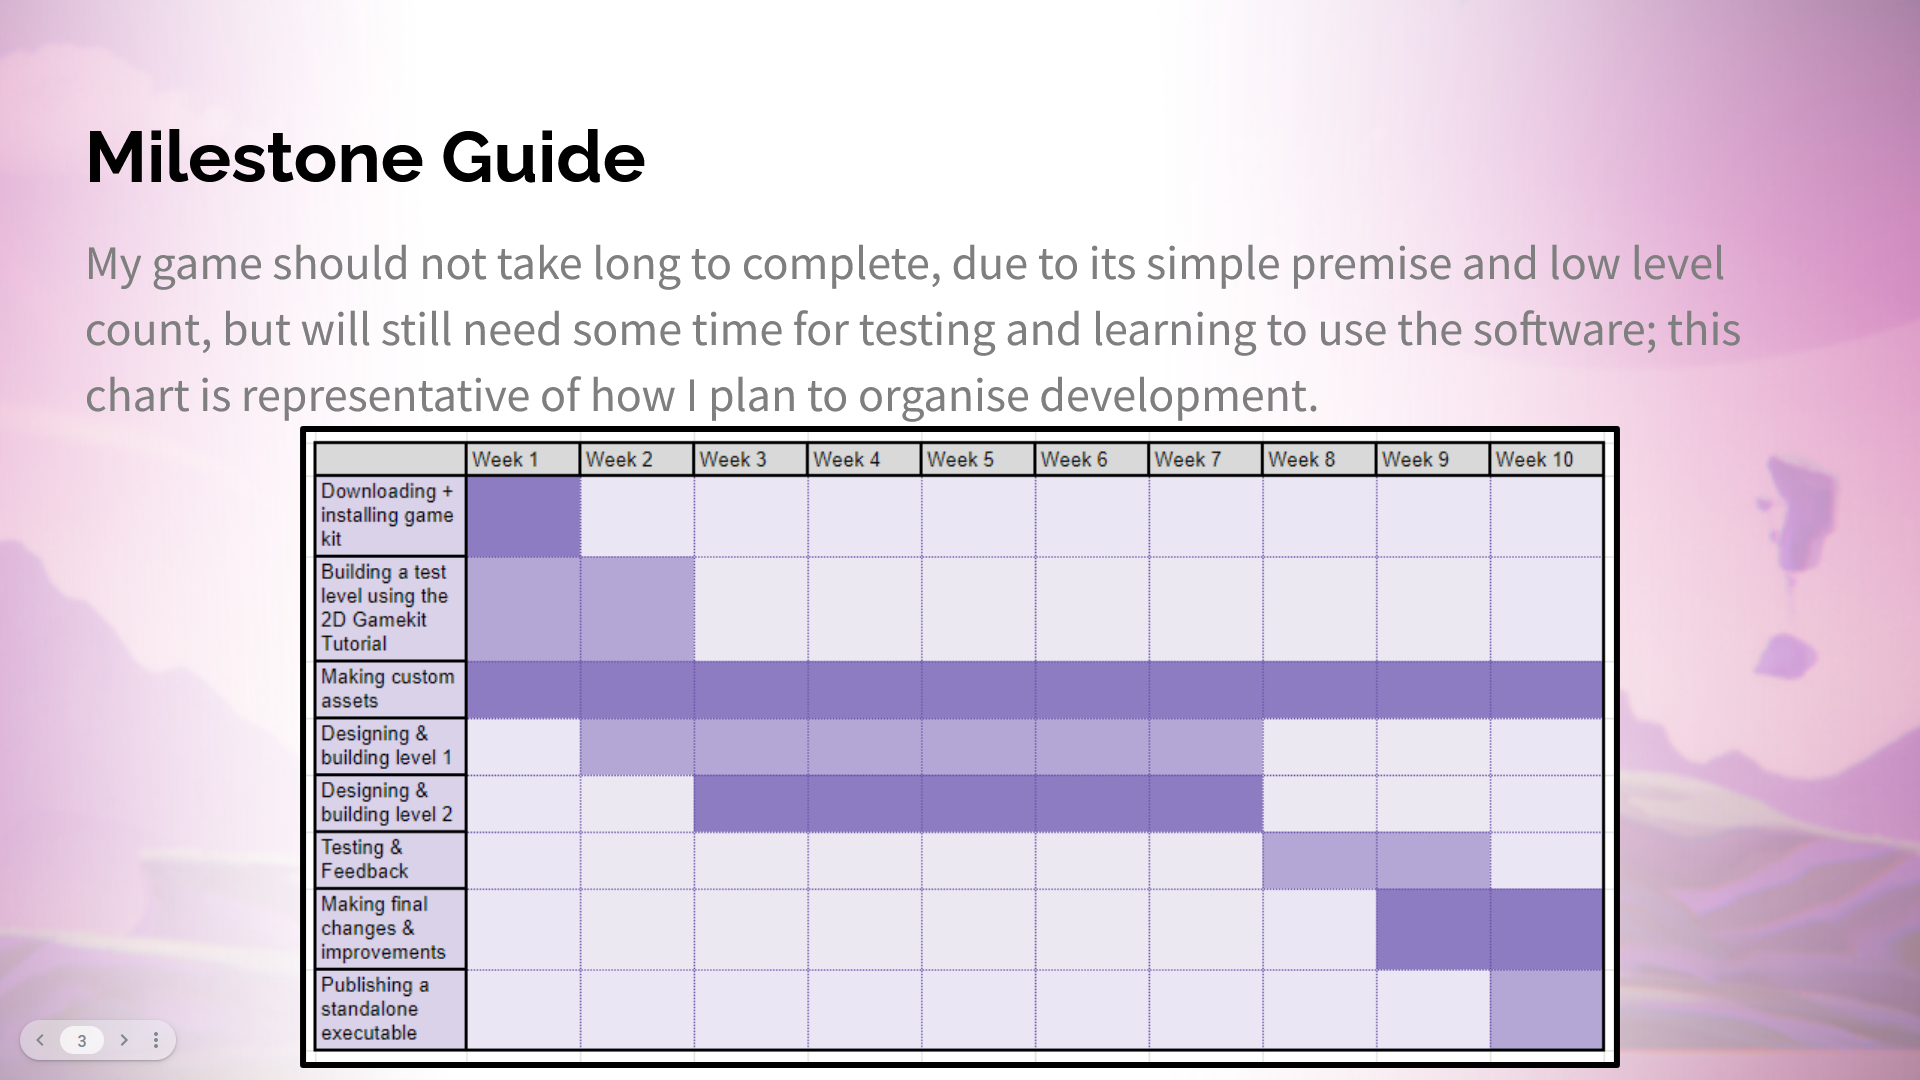 Milestone Guide
My game should not take long to complete, due to its simple premise and low level
count, but will still need some time for testing and learning to use the software; this
chart is representative of how I plan to organise development.
Week 1 Week 2 Week 3 Week 4 Week 5 Week 6 Week 7 Week 8 Week 9 Week 10
Downloading +
installing game
kit
Building a test
level using the
2D Gamekit
Tutorial
Making custom
assets
Designing &
building level 1
Designing &
building level 2
Testing &
Feedback
Making final
changes &
improvements
Publishing a
standalone
executable
3